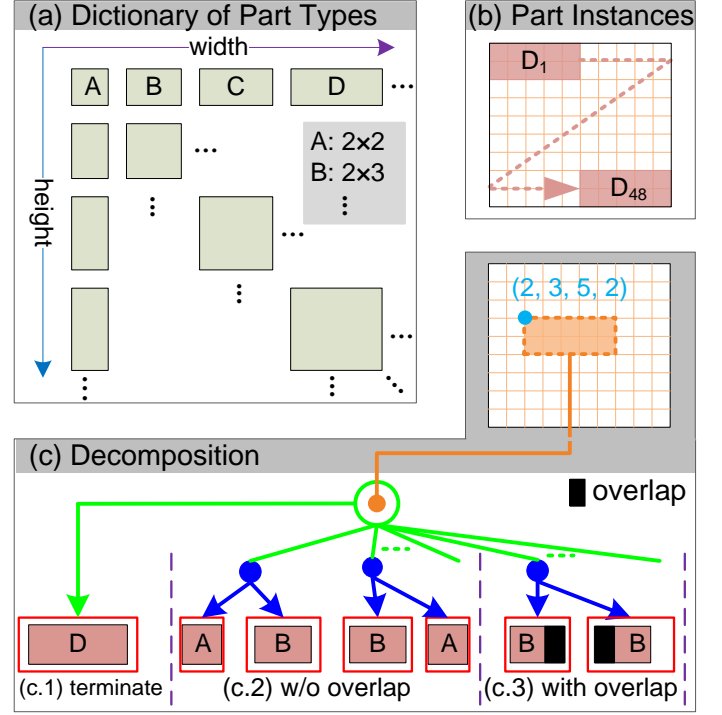 (a) Dictionary of Part Types
width
height
A B C D ...
...
A: 2×2
B: 2×3
(b) Part Instances
D₁
D₄₈
(2, 3, 5, 2)
(c) Decomposition
overlap
D A B B A B B
(c.1) terminate (c.2) w/o overlap (c.3) with overlap